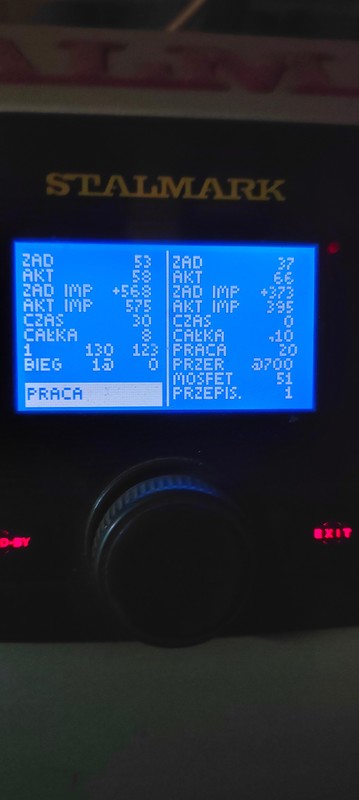 STALMARK
ZAD 53
AKT 58
ZAD IMP +568
AKT IMP 575
CZAS 30
CAŁKA 8
1 130 123
BIEG 1@ 0
PRACA
ZAD 37
AKT 66
ZAD IMP +373
AKT IMP 395
CZAS 0
CAŁKA 10
PRACA 20
PRZER @700
MOSFET 51
PRZEPIS. 1
D-BY
EXIT